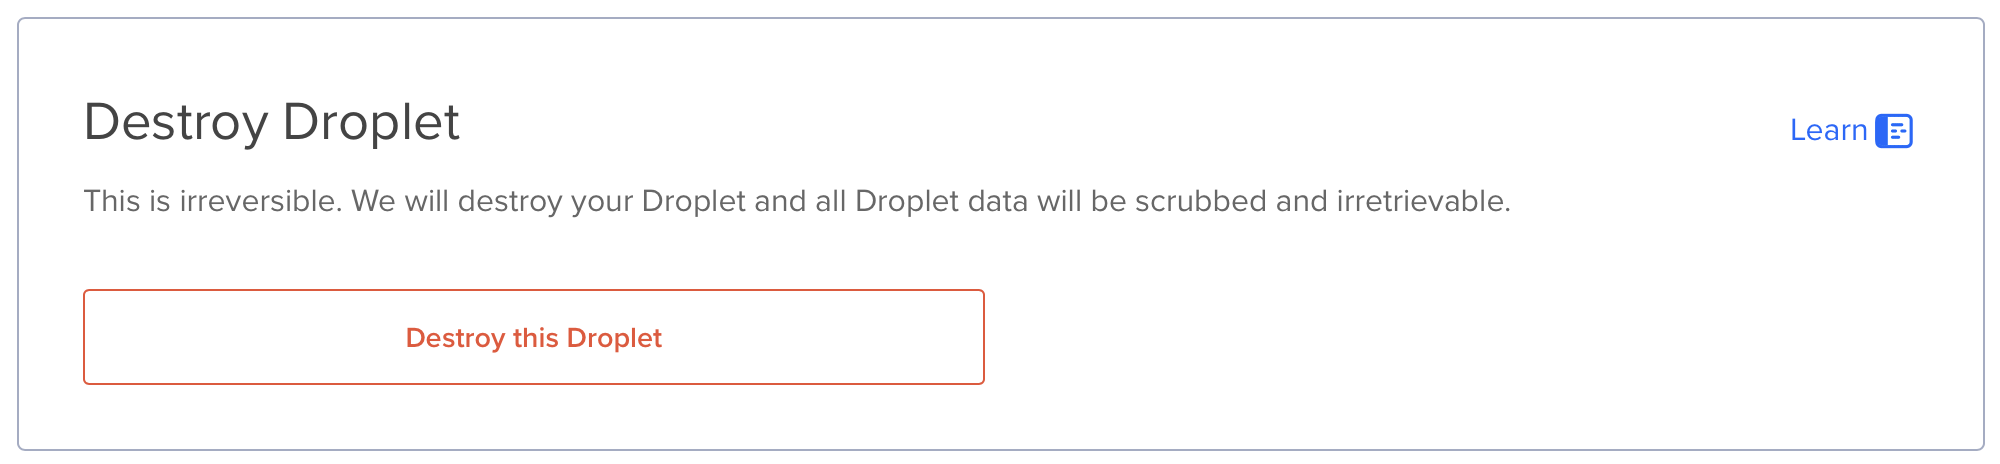 Destroy Droplet
Learn
This is irreversible. We will destroy your Droplet and all Droplet data will be scrubbed and irretrievable.
Destroy this Droplet